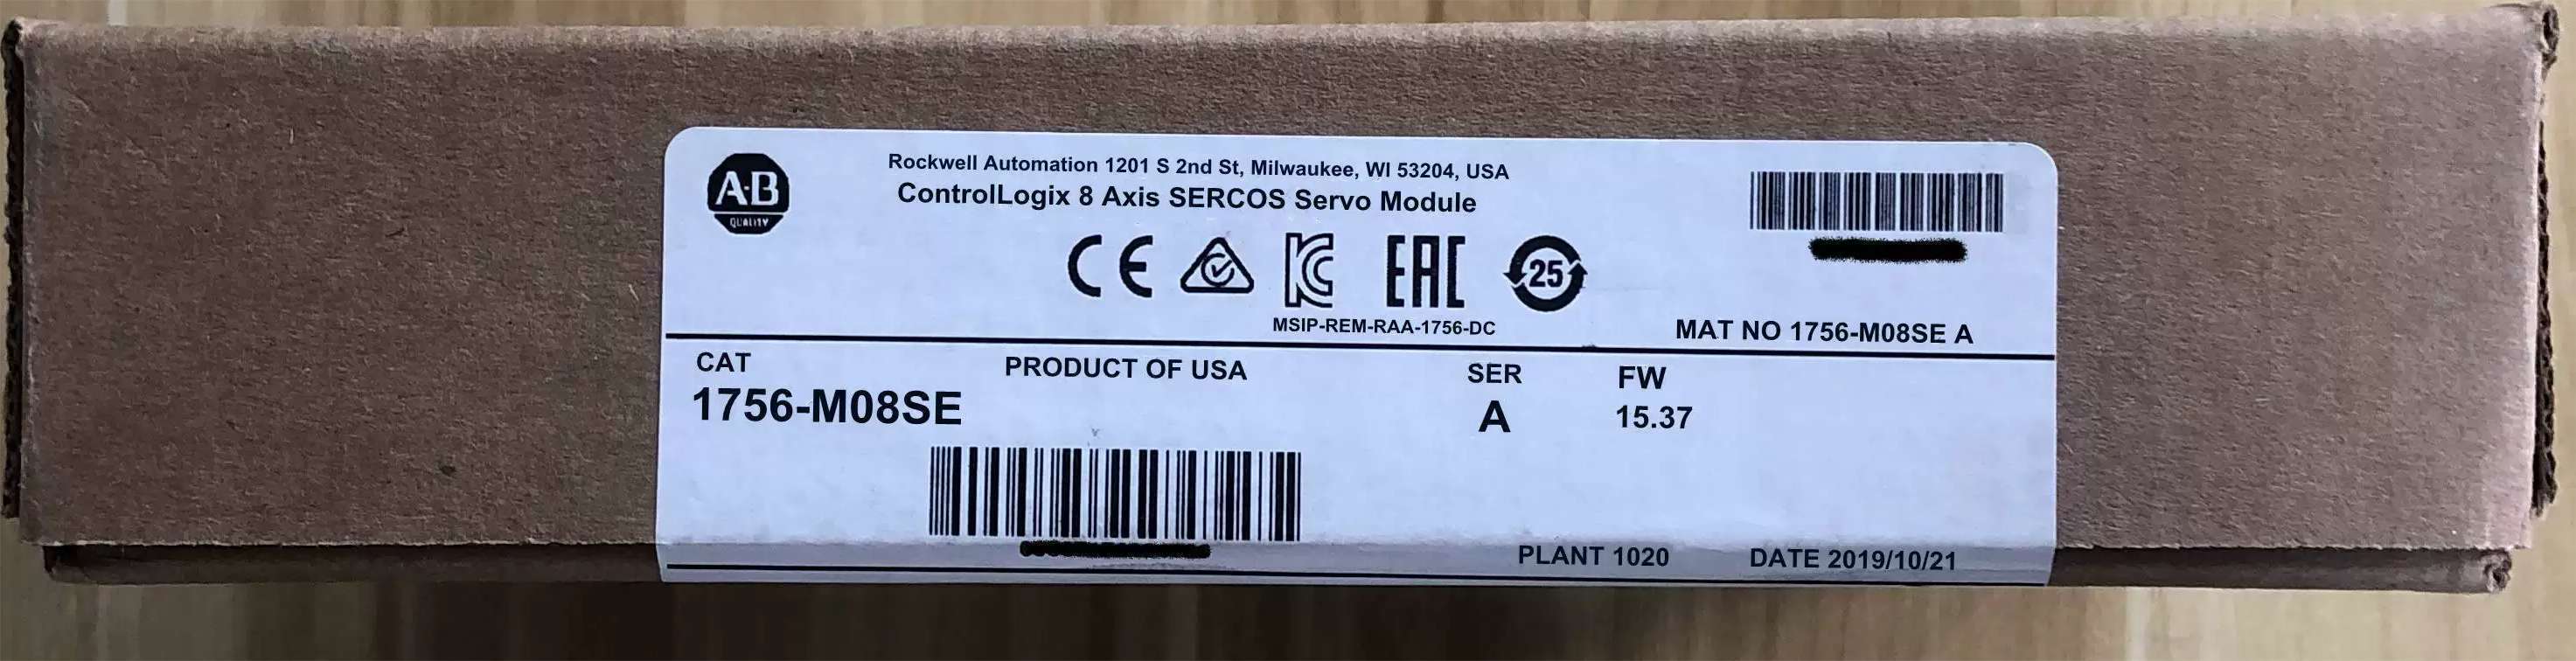 A·B
QUALITY
Rockwell Automation 1201 S 2nd St, Milwaukee, WI 53204, USA
ControlLogix 8 Axis SERCOS Servo Module
CE
KC
EAC
25
MSIP-REM-RAA-1756-DC
MAT NO 1756-M08SE A
CAT
PRODUCT OF USA
SER
FW
1756-M08SE
A
15.37
PLANT 1020
DATE 2019/10/21